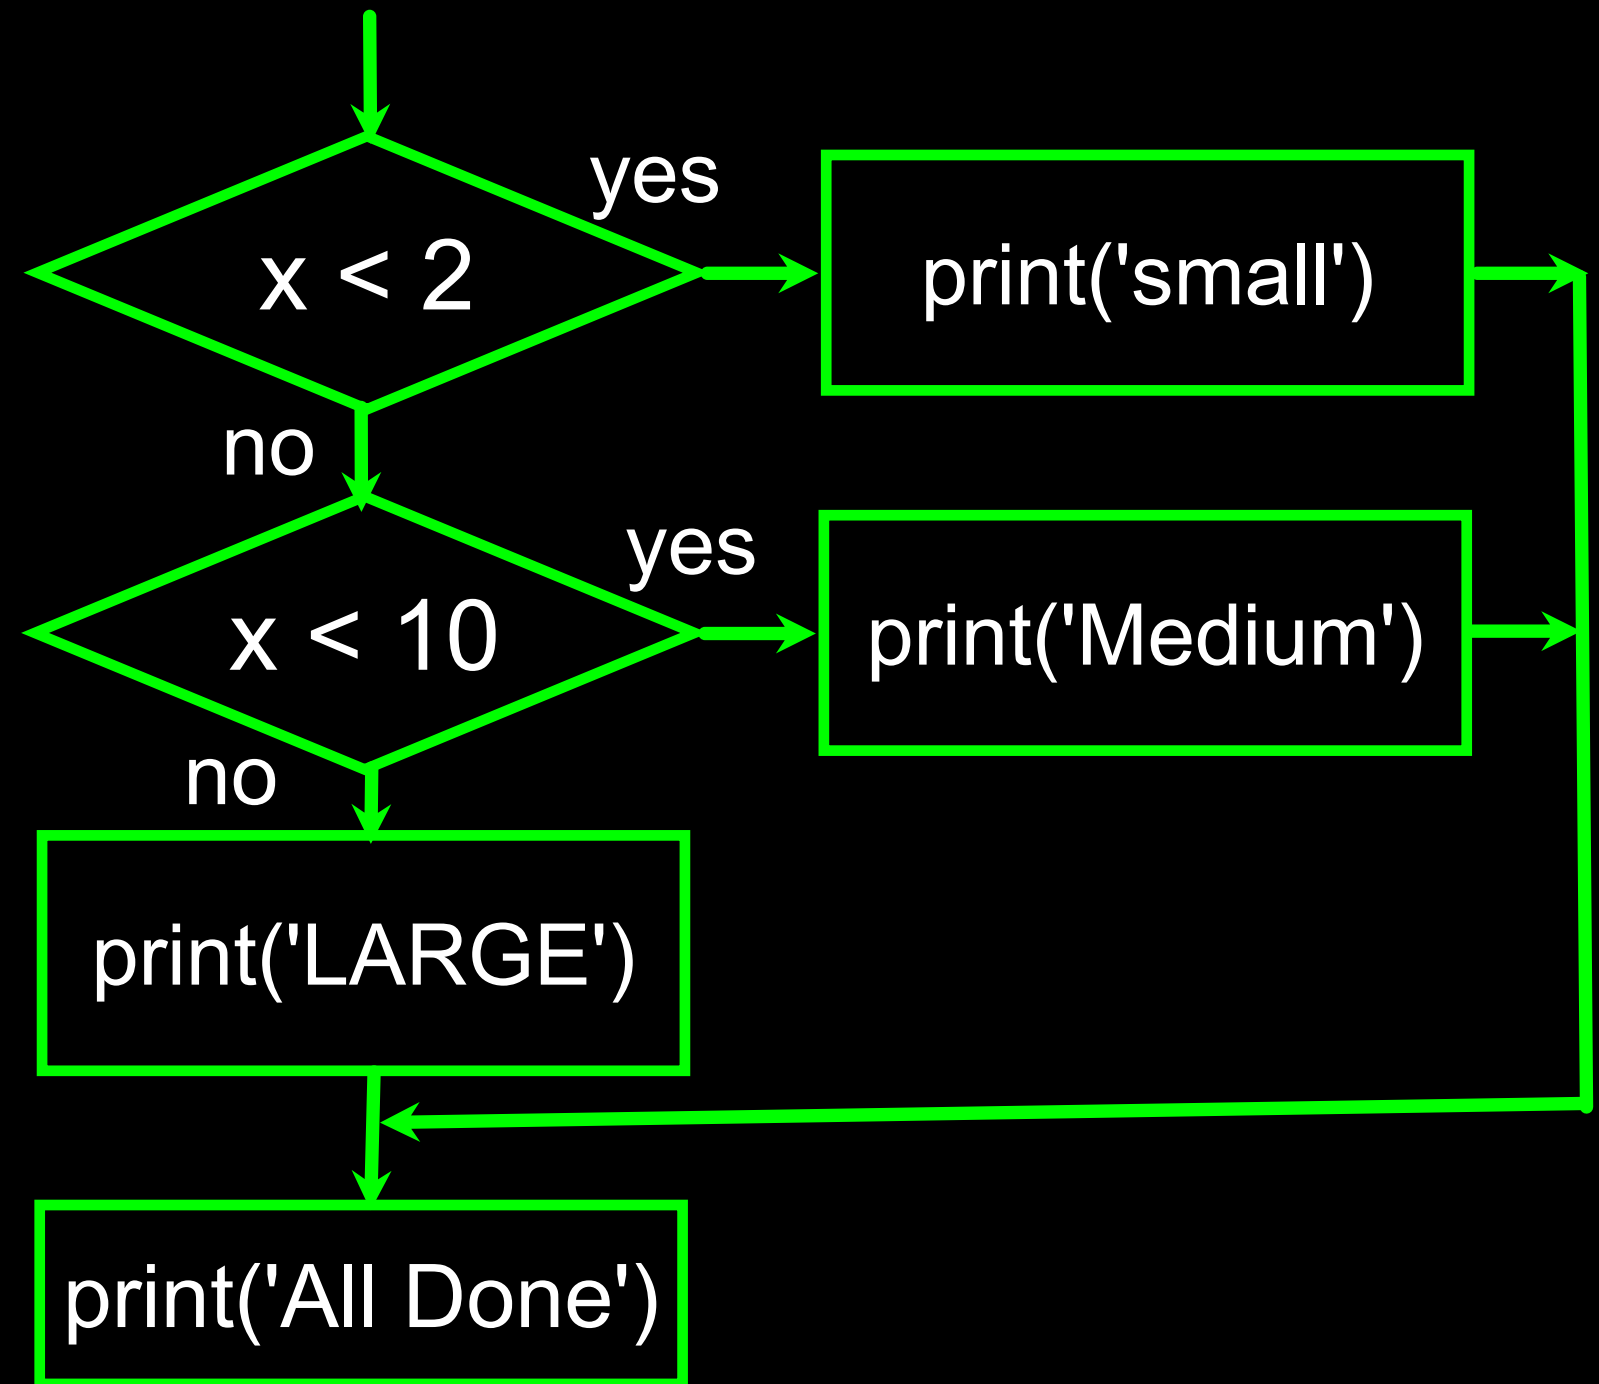 yes
x < 2
print('small')
no
yes
x < 10
print('Medium')
no
print('LARGE')
print('All Done')